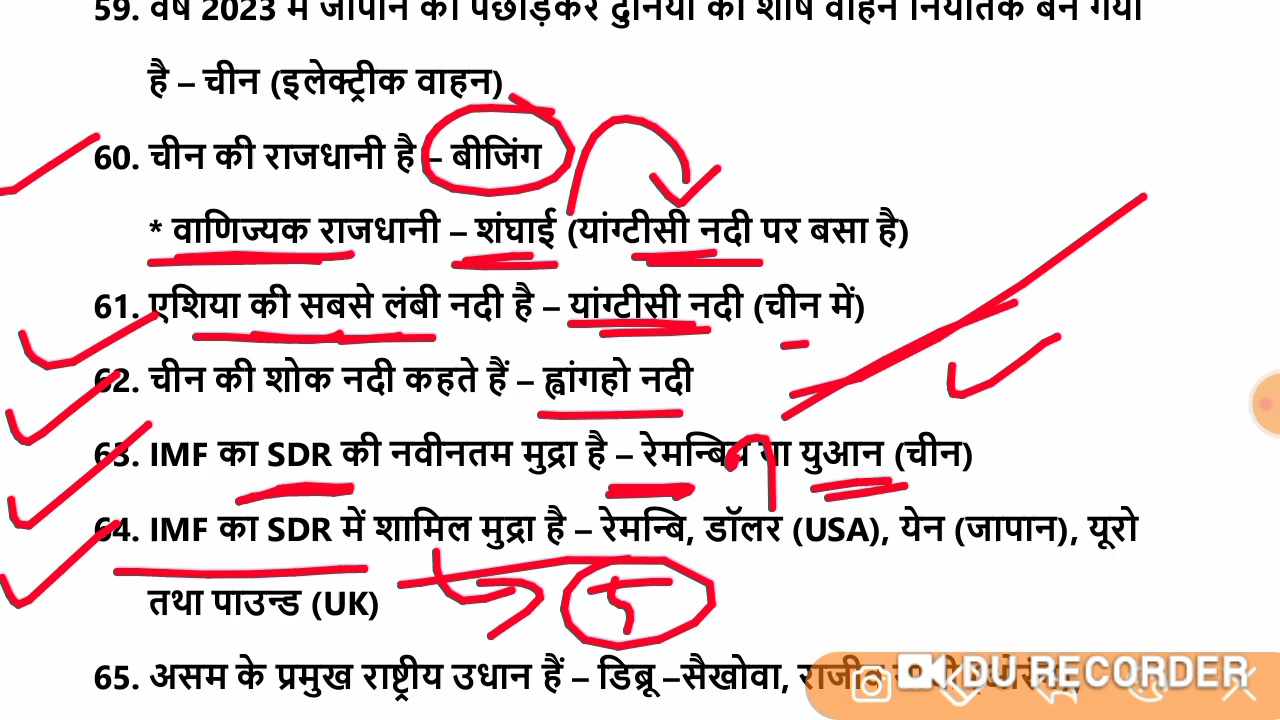 59. वर्ष 2023 में जापान को पछाड़कर दुनिया का शीर्ष वाहन निर्यातक बन गया
है – चीन (इलेक्ट्रीक वाहन)
60. चीन की राजधानी है – बीजिंग
* वाणिज्यक राजधानी – शंघाई (यांग्टीसी नदी पर बसा है)
61. एशिया की सबसे लंबी नदी है – यांग्टीसी नदी (चीन में)
62. चीन की शोक नदी कहते हैं – ह्वांगहो नदी
63. IMF का SDR की नवीनतम मुद्रा है – रेमन्बि या युआन (चीन)
64. IMF का SDR में शामिल मुद्रा है – रेमन्बि, डॉलर (USA), येन (जापान), यूरो
तथा पाउन्ड (UK)
5
65. असम के प्रमुख राष्ट्रीय उधान हैं – डिब्रू –सैखोवा,
DU RECORDER